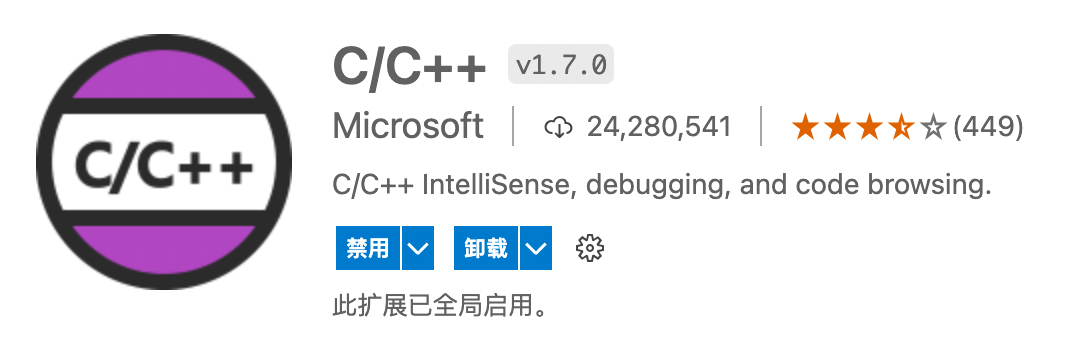 C/C++
C/C++ v1.7.0
Microsoft 24,280,541 (449)
C/C++ IntelliSense, debugging, and code browsing.
禁用 卸载
此扩展已全局启用。